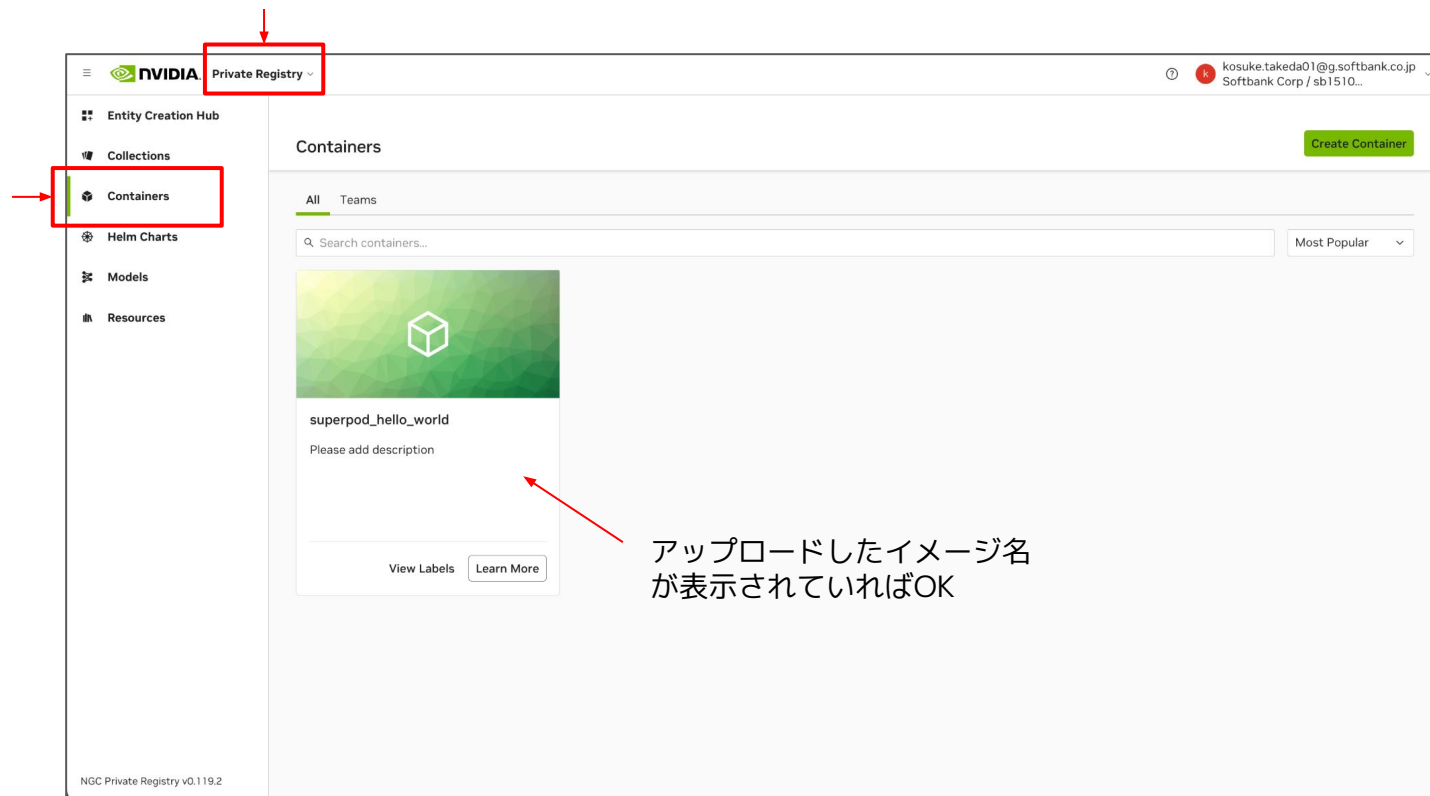 NVIDIA. Private Registry
kosuke.takeda01@g.softbank.co.jp
k
Softbank Corp / sb1510...
Entity Creation Hub
Collections
Containers
Helm Charts
Models
Resources
Containers
Create Container
All Teams
Search containers...
Most Popular
superpod_hello_world
Please add description
View Labels Learn More
アップロードしたイメージ名
が表示されていればOK
NGC Private Registry v0.119.2